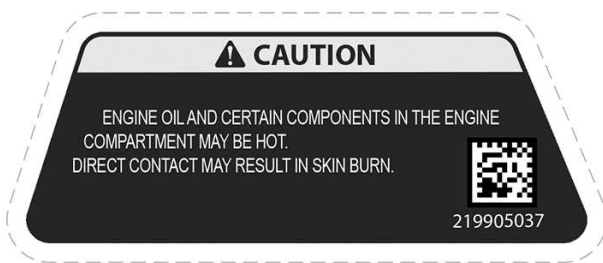 CAUTION
ENGINE OIL AND CERTAIN COMPONENTS IN THE ENGINE
COMPARTMENT MAY BE HOT.
DIRECT CONTACT MAY RESULT IN SKIN BURN.
219905037